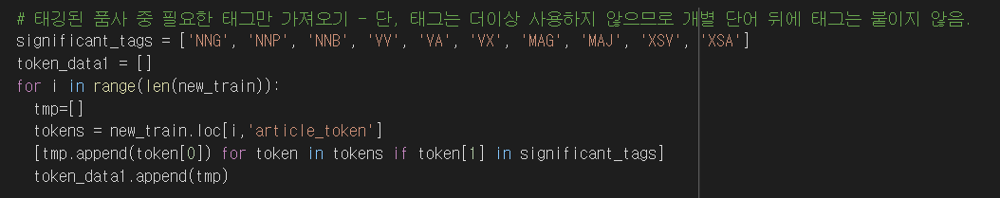 # 태깅된 품사 중 필요한 태그만 가져오기 - 단, 태그는 더이상 사용하지 않으므로 개별 단어 뒤에 태그는 붙이지 않음.
significant_tags = ['NNG', 'NNP', 'NNB', 'VV', 'VA', 'VX', 'MAG', 'MAJ', 'XSV', 'XSA']
token_data1 = []
for i in range(len(new_train)):
  tmp=[]
  tokens = new_train.loc[i,'article_token']
  [tmp.append(token[0]) for token in tokens if token[1] in significant_tags]
  token_data1.append(tmp)